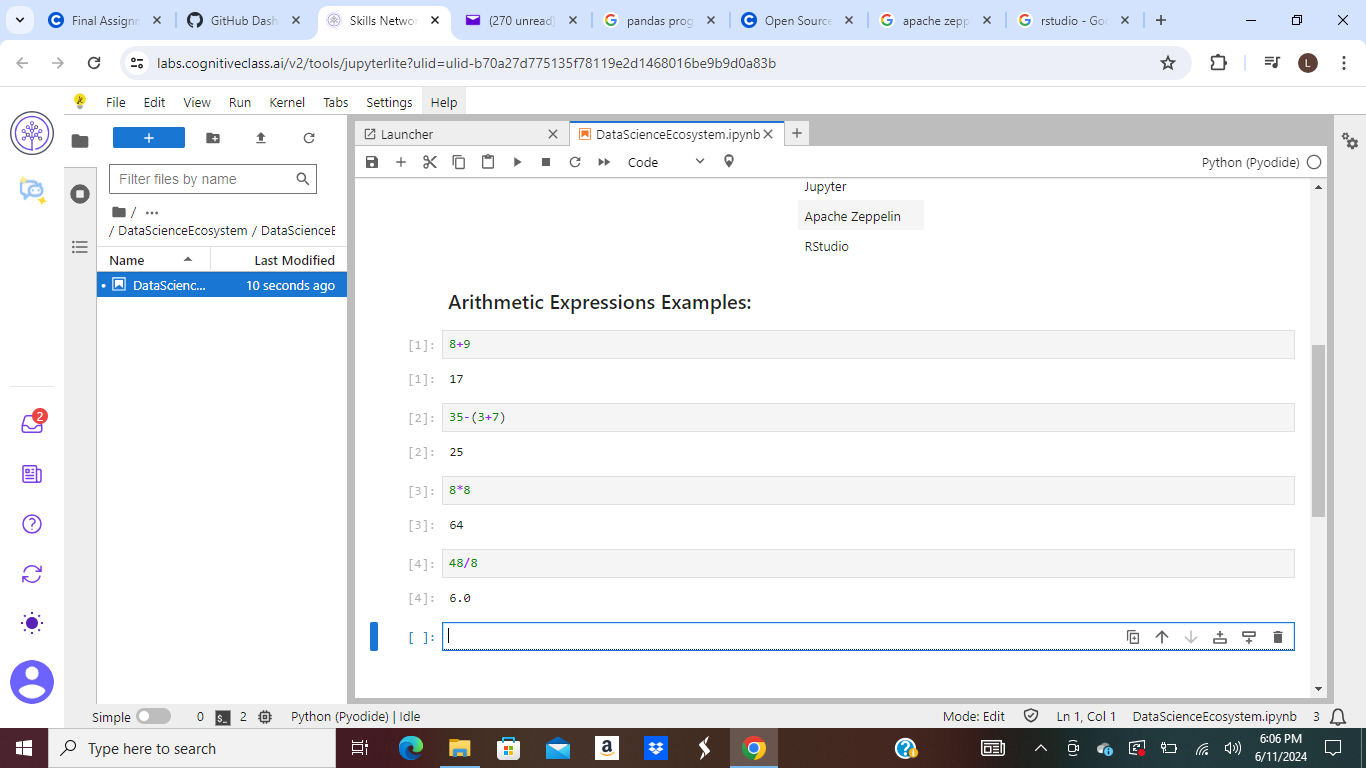 Final Assignm
GitHub Dash
Skills Networ
(270 unread)
pandas prog
Open Source
apache zepp
rstudio - Goo
labs.cognitiveclass.ai/v2/tools/jupyterlite?ulid=ulid-b70a27d775135f78119e2d1468016be9b9d0a83b
L
File Edit View Run Kernel Tabs Settings Help
Launcher
DataScienceEcosystem.ipynb
Code
Python (Pyodide)
Filter files by name
/ ...
/ DataScienceEcosystem / DataScienceE
Name Last Modified
DataScienc... 10 seconds ago
2
Jupyter
Apache Zeppelin
RStudio
Arithmetic Expressions Examples:
[1]: 8+9
[1]: 17
[2]: 35-(3+7)
[2]: 25
[3]: 8*8
[3]: 64
[4]: 48/8
[4]: 6.0
[ ]:
Simple 0 2 Python (Pyodide) | Idle Mode: Edit Ln 1, Col 1 DataScienceEcosystem.ipynb 3
Type here to search
6:06 PM
6/11/2024